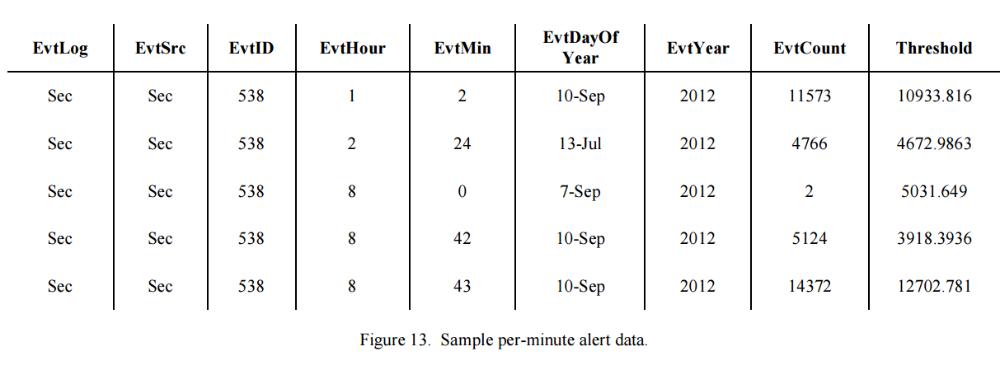 EvtLog EvtSrc EvtID EvtHour EvtMin EvtDayOf Year EvtYear EvtCount Threshold
Sec Sec 538 1 2 10-Sep 2012 11573 10933.816
Sec Sec 538 2 24 13-Jul 2012 4766 4672.9863
Sec Sec 538 8 0 7-Sep 2012 2 5031.649
Sec Sec 538 8 42 10-Sep 2012 5124 3918.3936
Sec Sec 538 8 43 10-Sep 2012 14372 12702.781
Figure 13. Sample per-minute alert data.